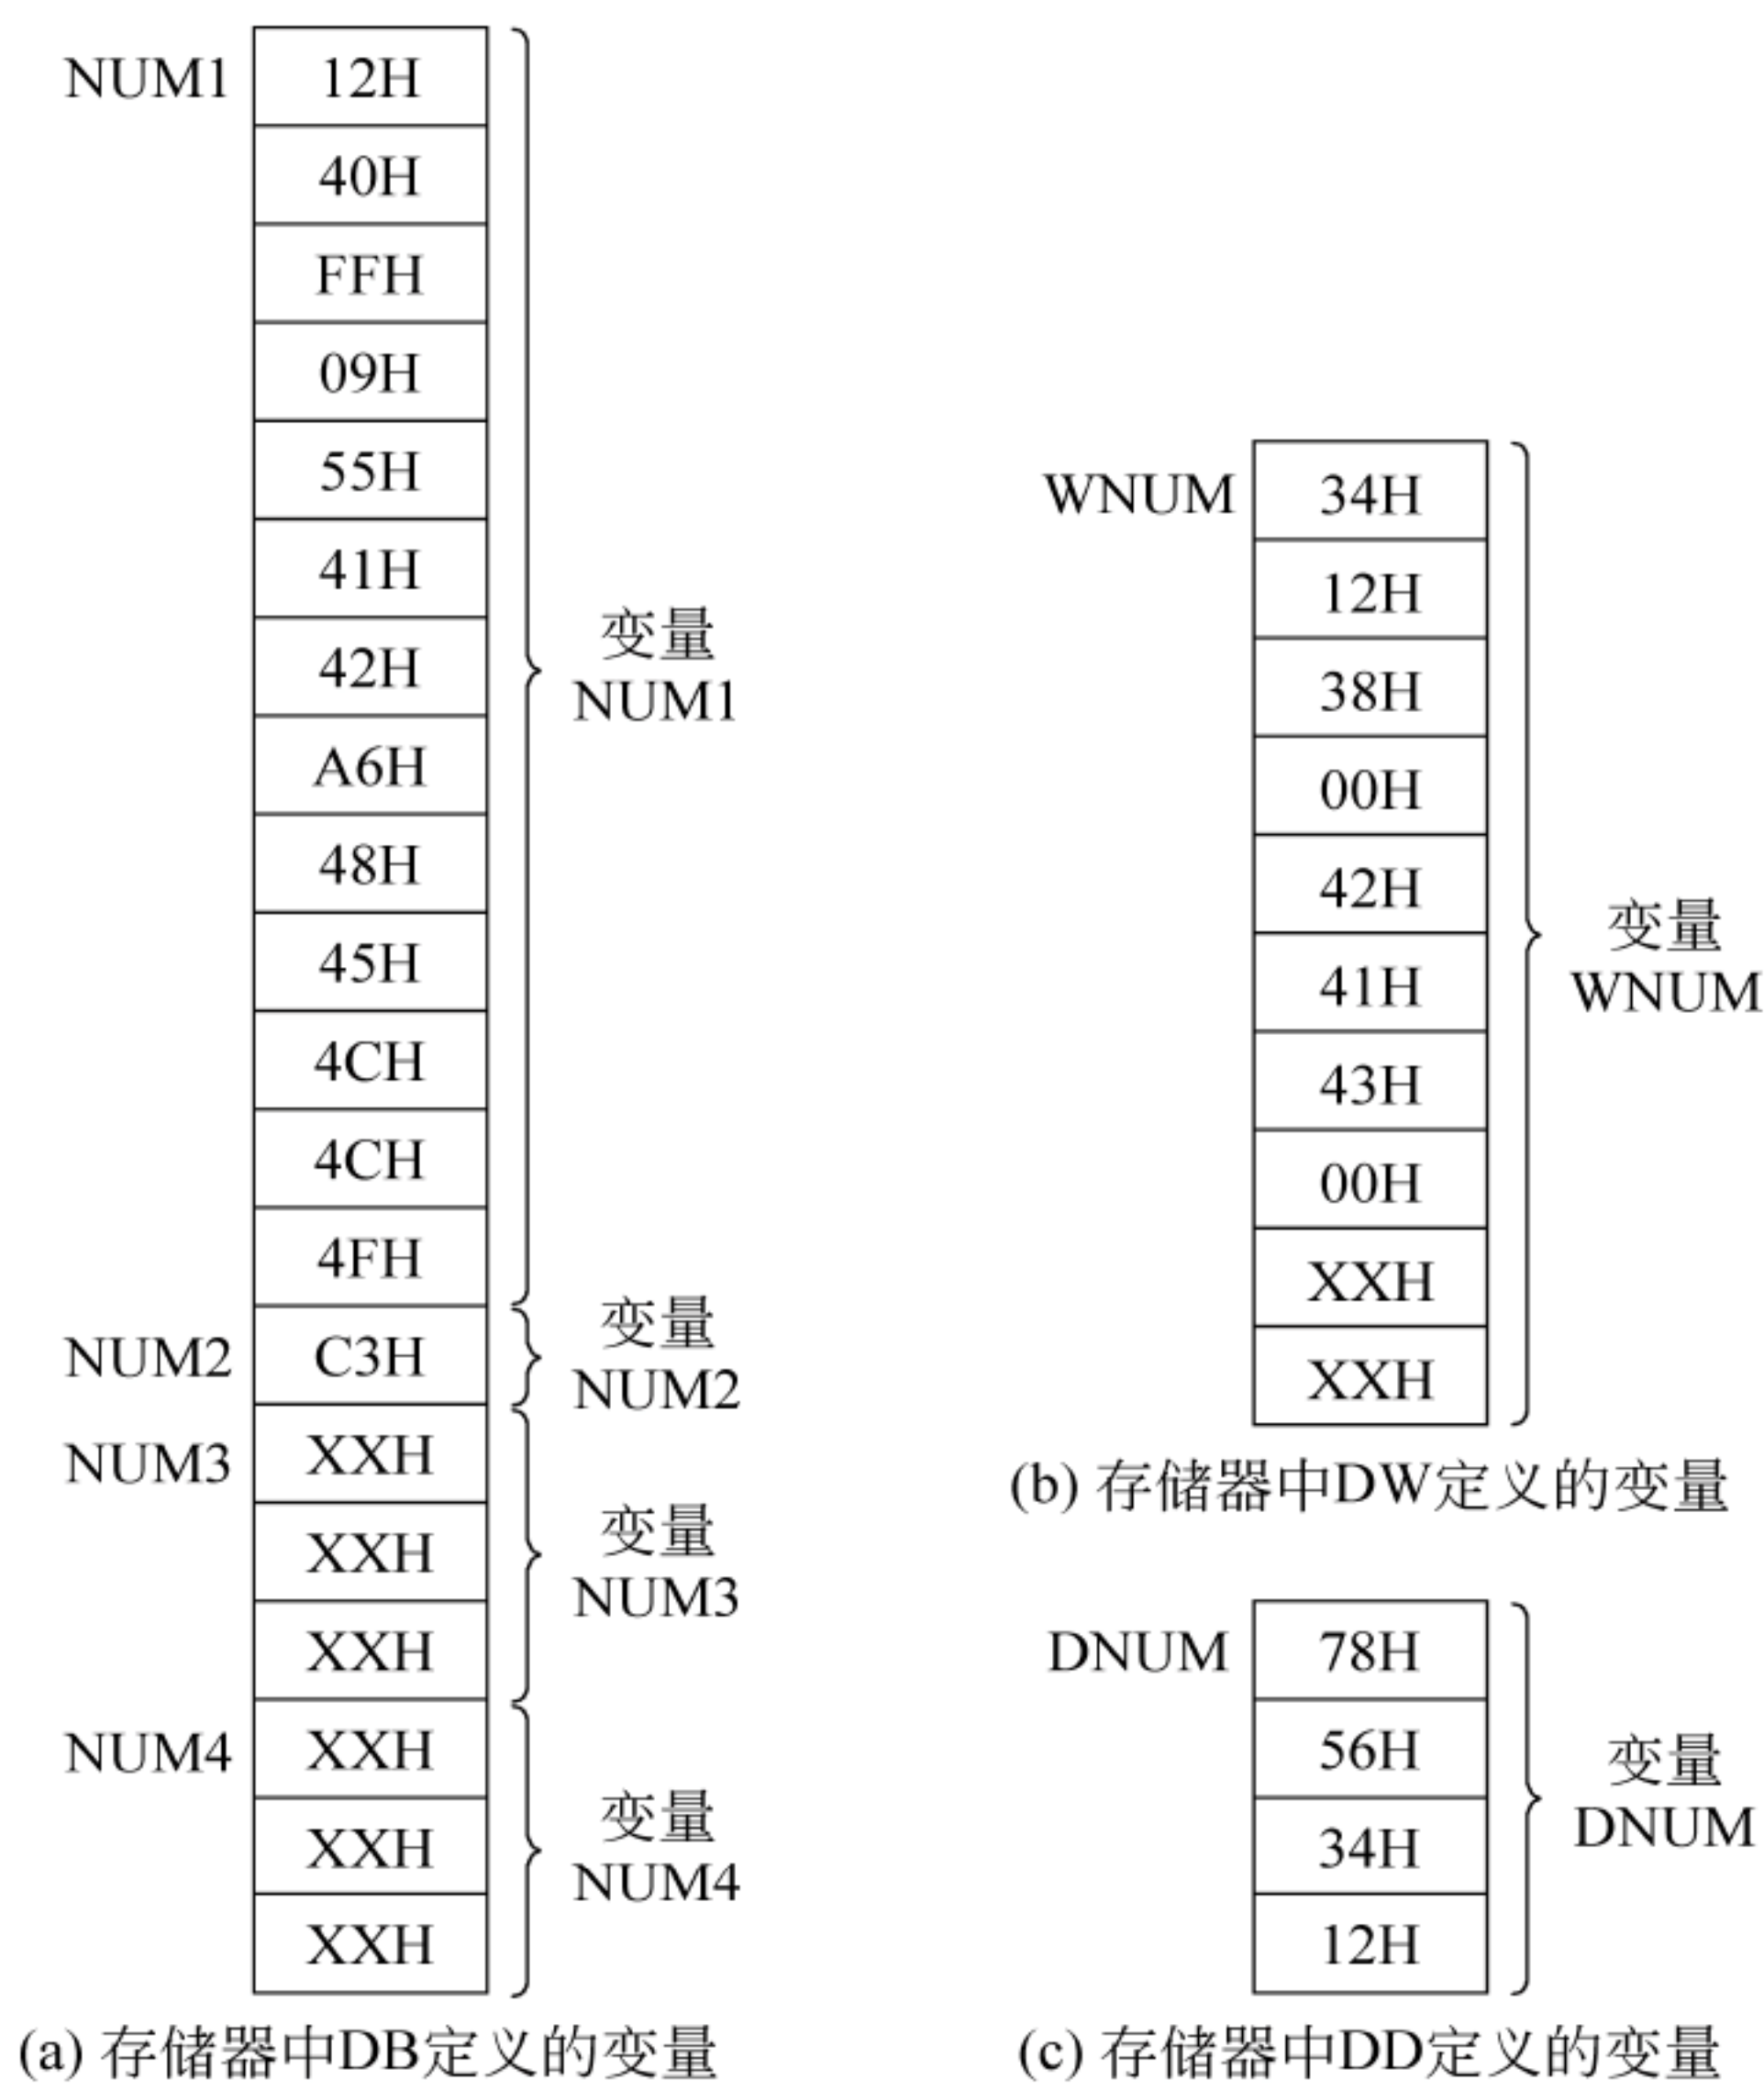 NUM1 12H
40H
FFH
09H
55H
41H
42H
A6H
48H
45H
4CH
4CH
4FH
变量
NUM1
NUM2 C3H
变量
NUM2
NUM3 XXH
XXH
XXH
变量
NUM3
NUM4 XXH
XXH
XXH
变量
NUM4
(a) 存储器中DB定义的变量
WNUM 34H
12H
38H
00H
42H
41H
43H
00H
XXH
XXH
变量
WNUM
(b) 存储器中DW定义的变量
DNUM 78H
56H
34H
12H
变量
DNUM
(c) 存储器中DD定义的变量